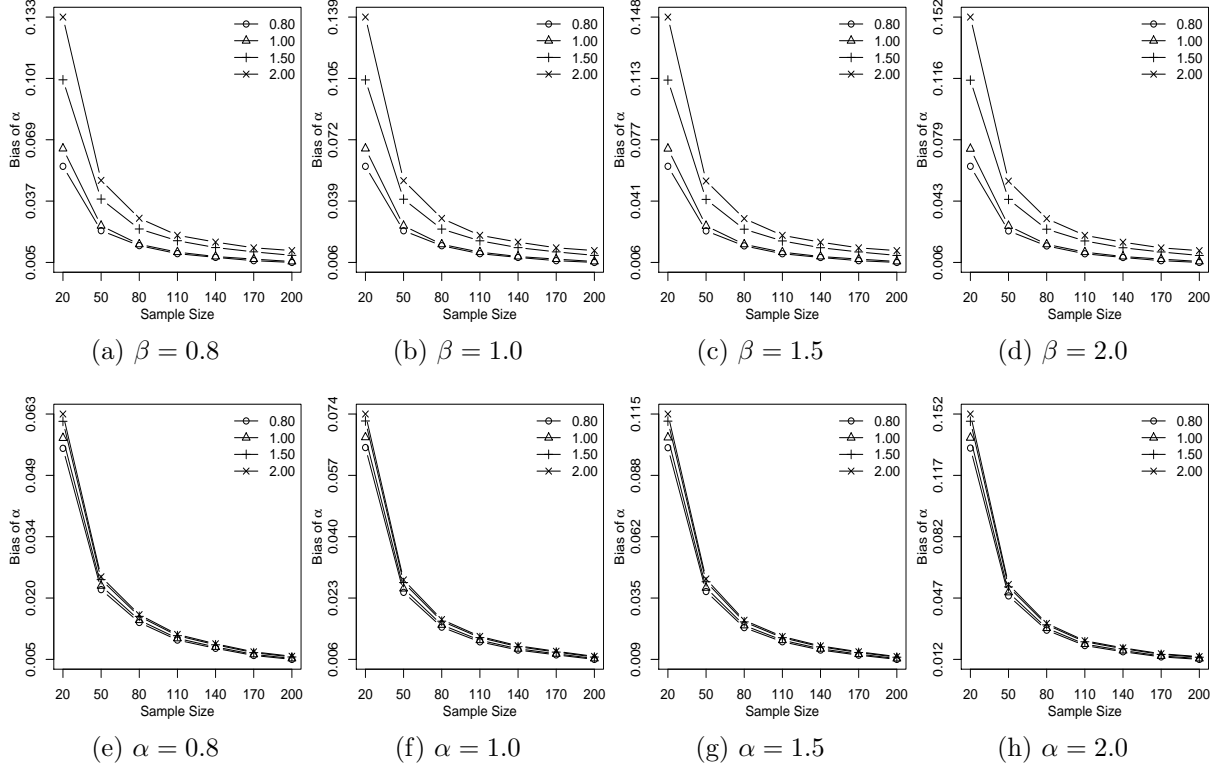 0.133
0.101
0.069
0.037
0.005
Bias of α
0.80
1.00
1.50
2.00
20 50 80 110 140 170 200
Sample Size
(a) β = 0.8
0.139
0.105
0.072
0.039
0.006
Bias of α
0.80
1.00
1.50
2.00
20 50 80 110 140 170 200
Sample Size
(b) β = 1.0
0.148
0.113
0.077
0.041
0.006
Bias of α
0.80
1.00
1.50
2.00
20 50 80 110 140 170 200
Sample Size
(c) β = 1.5
0.152
0.116
0.079
0.043
0.006
Bias of α
0.80
1.00
1.50
2.00
20 50 80 110 140 170 200
Sample Size
(d) β = 2.0
0.063
0.049
0.034
0.020
0.005
Bias of α
0.80
1.00
1.50
2.00
20 50 80 110 140 170 200
Sample Size
(e) α = 0.8
0.074
0.057
0.040
0.023
0.006
Bias of α
0.80
1.00
1.50
2.00
20 50 80 110 140 170 200
Sample Size
(f) α = 1.0
0.115
0.088
0.062
0.035
0.009
Bias of α
0.80
1.00
1.50
2.00
20 50 80 110 140 170 200
Sample Size
(g) α = 1.5
0.152
0.117
0.082
0.047
0.012
Bias of α
0.80
1.00
1.50
2.00
20 50 80 110 140 170 200
Sample Size
(h) α = 2.0